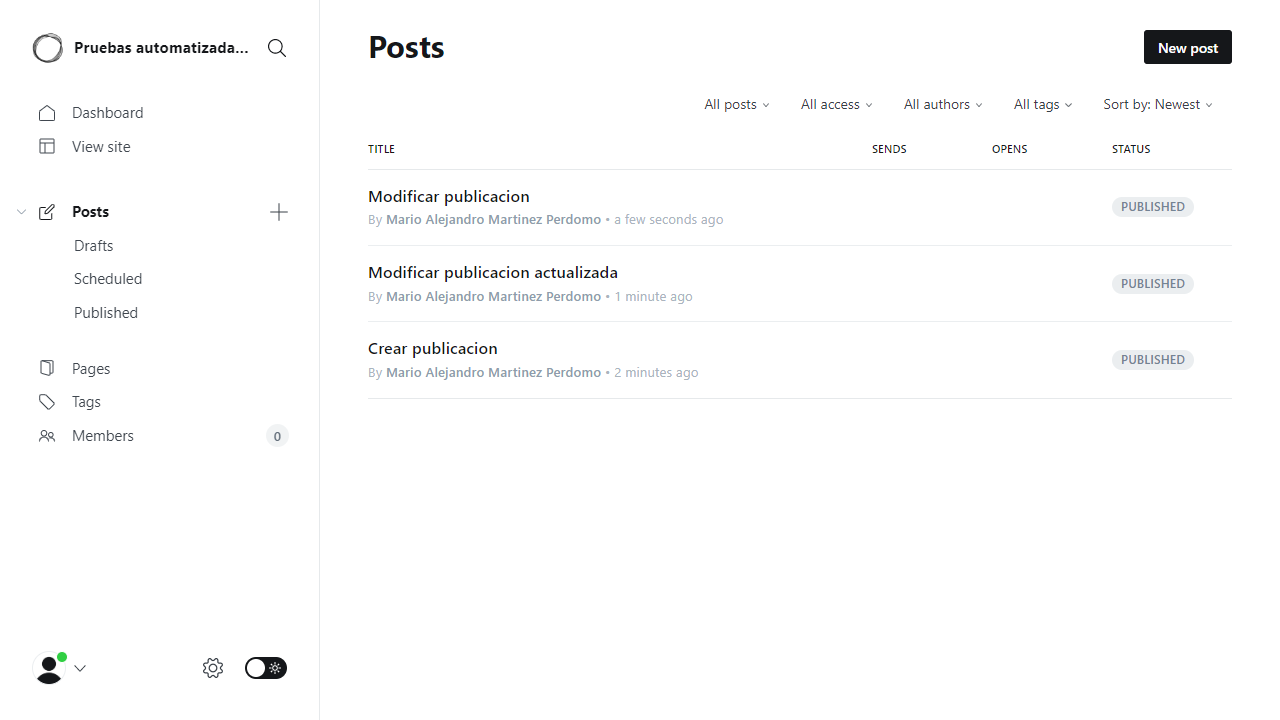 Pruebas automatizada...
Dashboard
View site
Posts
Drafts
Scheduled
Published
Pages
Tags
Members 0
Posts
New post
All posts All access All authors All tags Sort by: Newest
TITLE SENDS OPENS STATUS
Modificar publicacion
By Mario Alejandro Martinez Perdomo • a few seconds ago
PUBLISHED
Modificar publicacion actualizada
By Mario Alejandro Martinez Perdomo • 1 minute ago
PUBLISHED
Crear publicacion
By Mario Alejandro Martinez Perdomo • 2 minutes ago
PUBLISHED